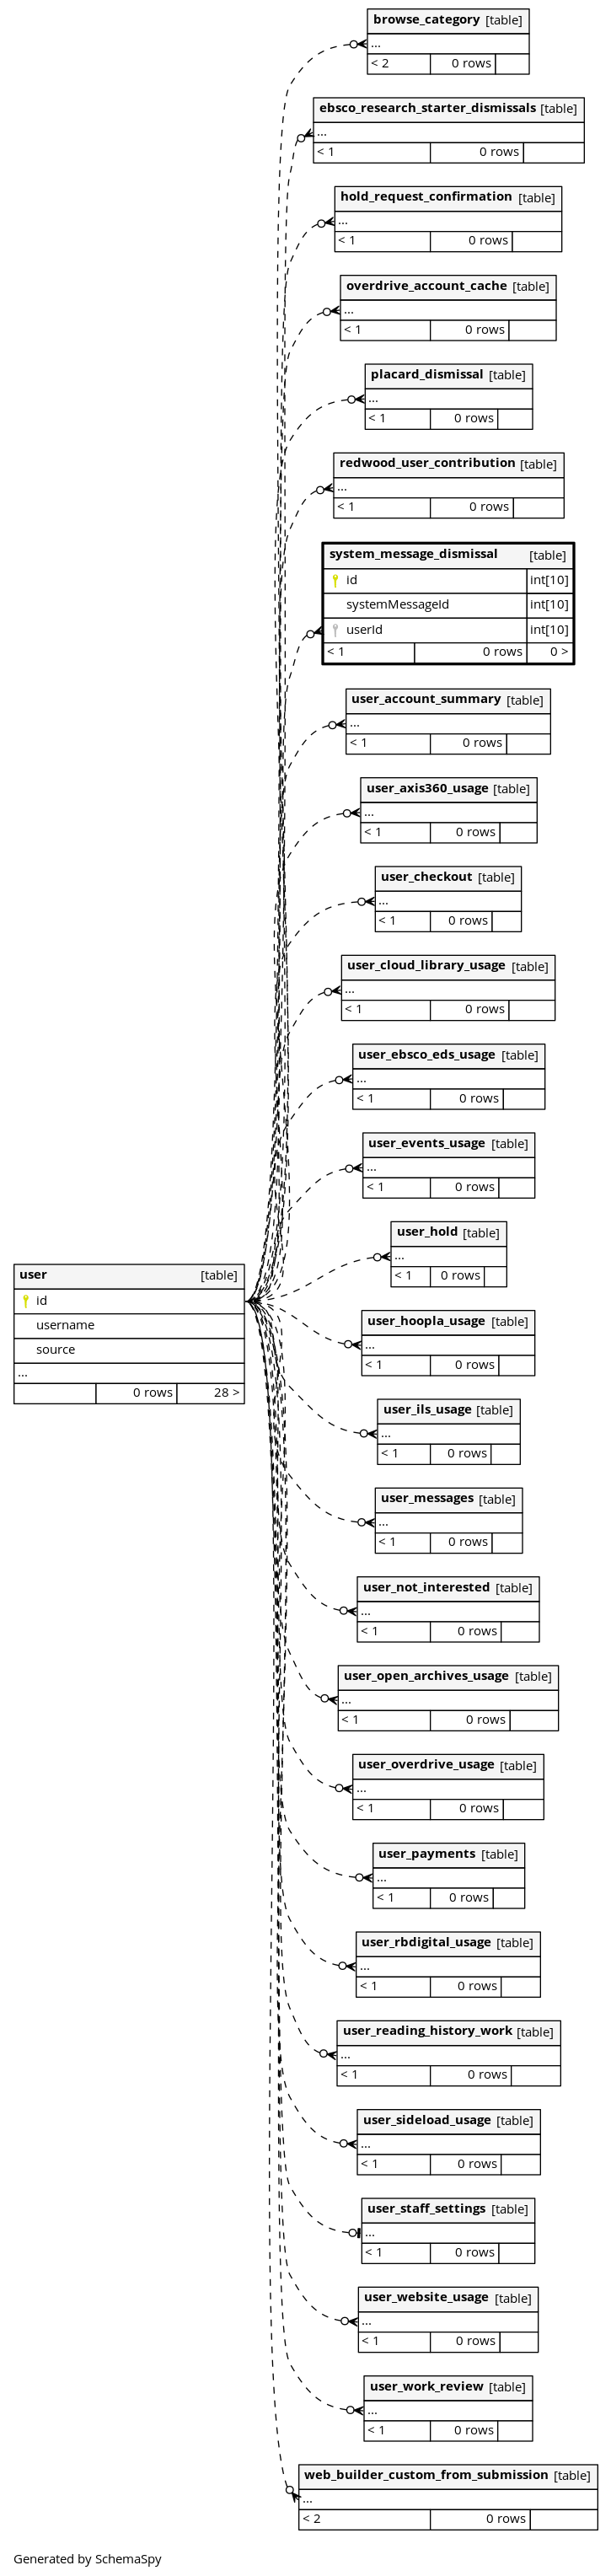 browse_category [table]
...
< 2 0 rows
ebsco_research_starter_dismissals [table]
...
< 1 0 rows
hold_request_confirmation [table]
...
< 1 0 rows
overdrive_account_cache [table]
...
< 1 0 rows
placard_dismissal [table]
...
< 1 0 rows
redwood_user_contribution [table]
...
< 1 0 rows
system_message_dismissal [table]
id int[10]
systemMessageId int[10]
userId int[10]
< 1 0 rows 0 >
user_account_summary [table]
...
< 1 0 rows
user_axis360_usage [table]
...
< 1 0 rows
user_checkout [table]
...
< 1 0 rows
user_cloud_library_usage [table]
...
< 1 0 rows
user_ebsco_eds_usage [table]
...
< 1 0 rows
user_events_usage [table]
...
< 1 0 rows
user_hold [table]
...
< 1 0 rows
user [table]
id
username
source
...
0 rows 28 >
user_hoopla_usage [table]
...
< 1 0 rows
user_ils_usage [table]
...
< 1 0 rows
user_messages [table]
...
< 1 0 rows
user_not_interested [table]
...
< 1 0 rows
user_open_archives_usage [table]
...
< 1 0 rows
user_overdrive_usage [table]
...
< 1 0 rows
user_payments [table]
...
< 1 0 rows
user_rbdigital_usage [table]
...
< 1 0 rows
user_reading_history_work [table]
...
< 1 0 rows
user_sideload_usage [table]
...
< 1 0 rows
user_staff_settings [table]
...
< 1 0 rows
user_website_usage [table]
...
< 1 0 rows
user_work_review [table]
...
< 1 0 rows
web_builder_custom_from_submission [table]
...
< 2 0 rows
Generated by SchemaSpy